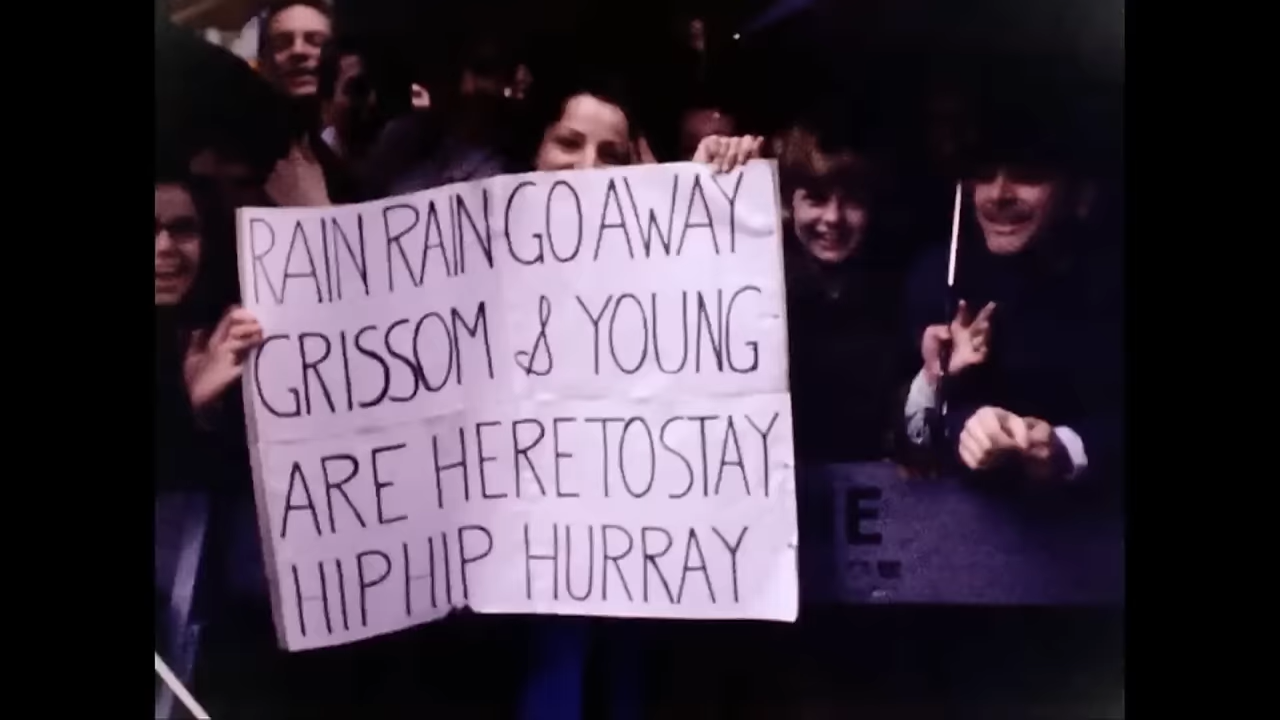 RAIN RAIN GO AWAY
GRISSOM & YOUNG
ARE HERE TO STAY
HIP HIP HURRAY
E